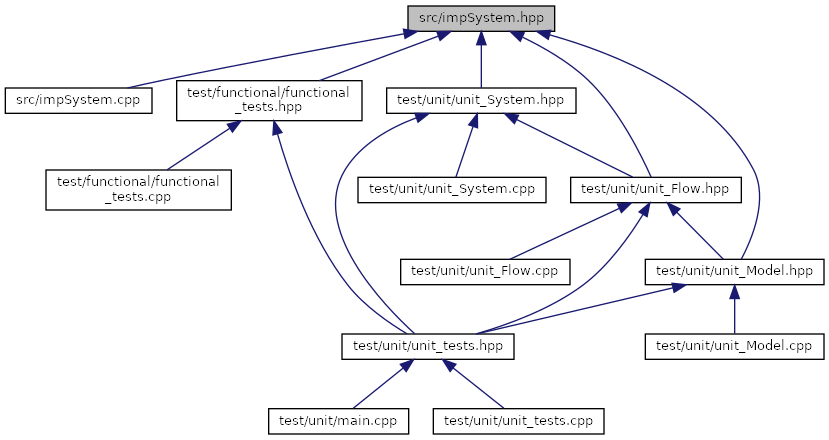 src/impSystem.hpp
src/impSystem.cpp
test/functional/functional
_tests.hpp
test/unit/unit_System.hpp
test/functional/functional
_tests.cpp
test/unit/unit_System.cpp
test/unit/unit_Flow.hpp
test/unit/unit_Flow.cpp
test/unit/unit_Model.hpp
test/unit/unit_tests.hpp
test/unit/unit_Model.cpp
test/unit/main.cpp
test/unit/unit_tests.cpp